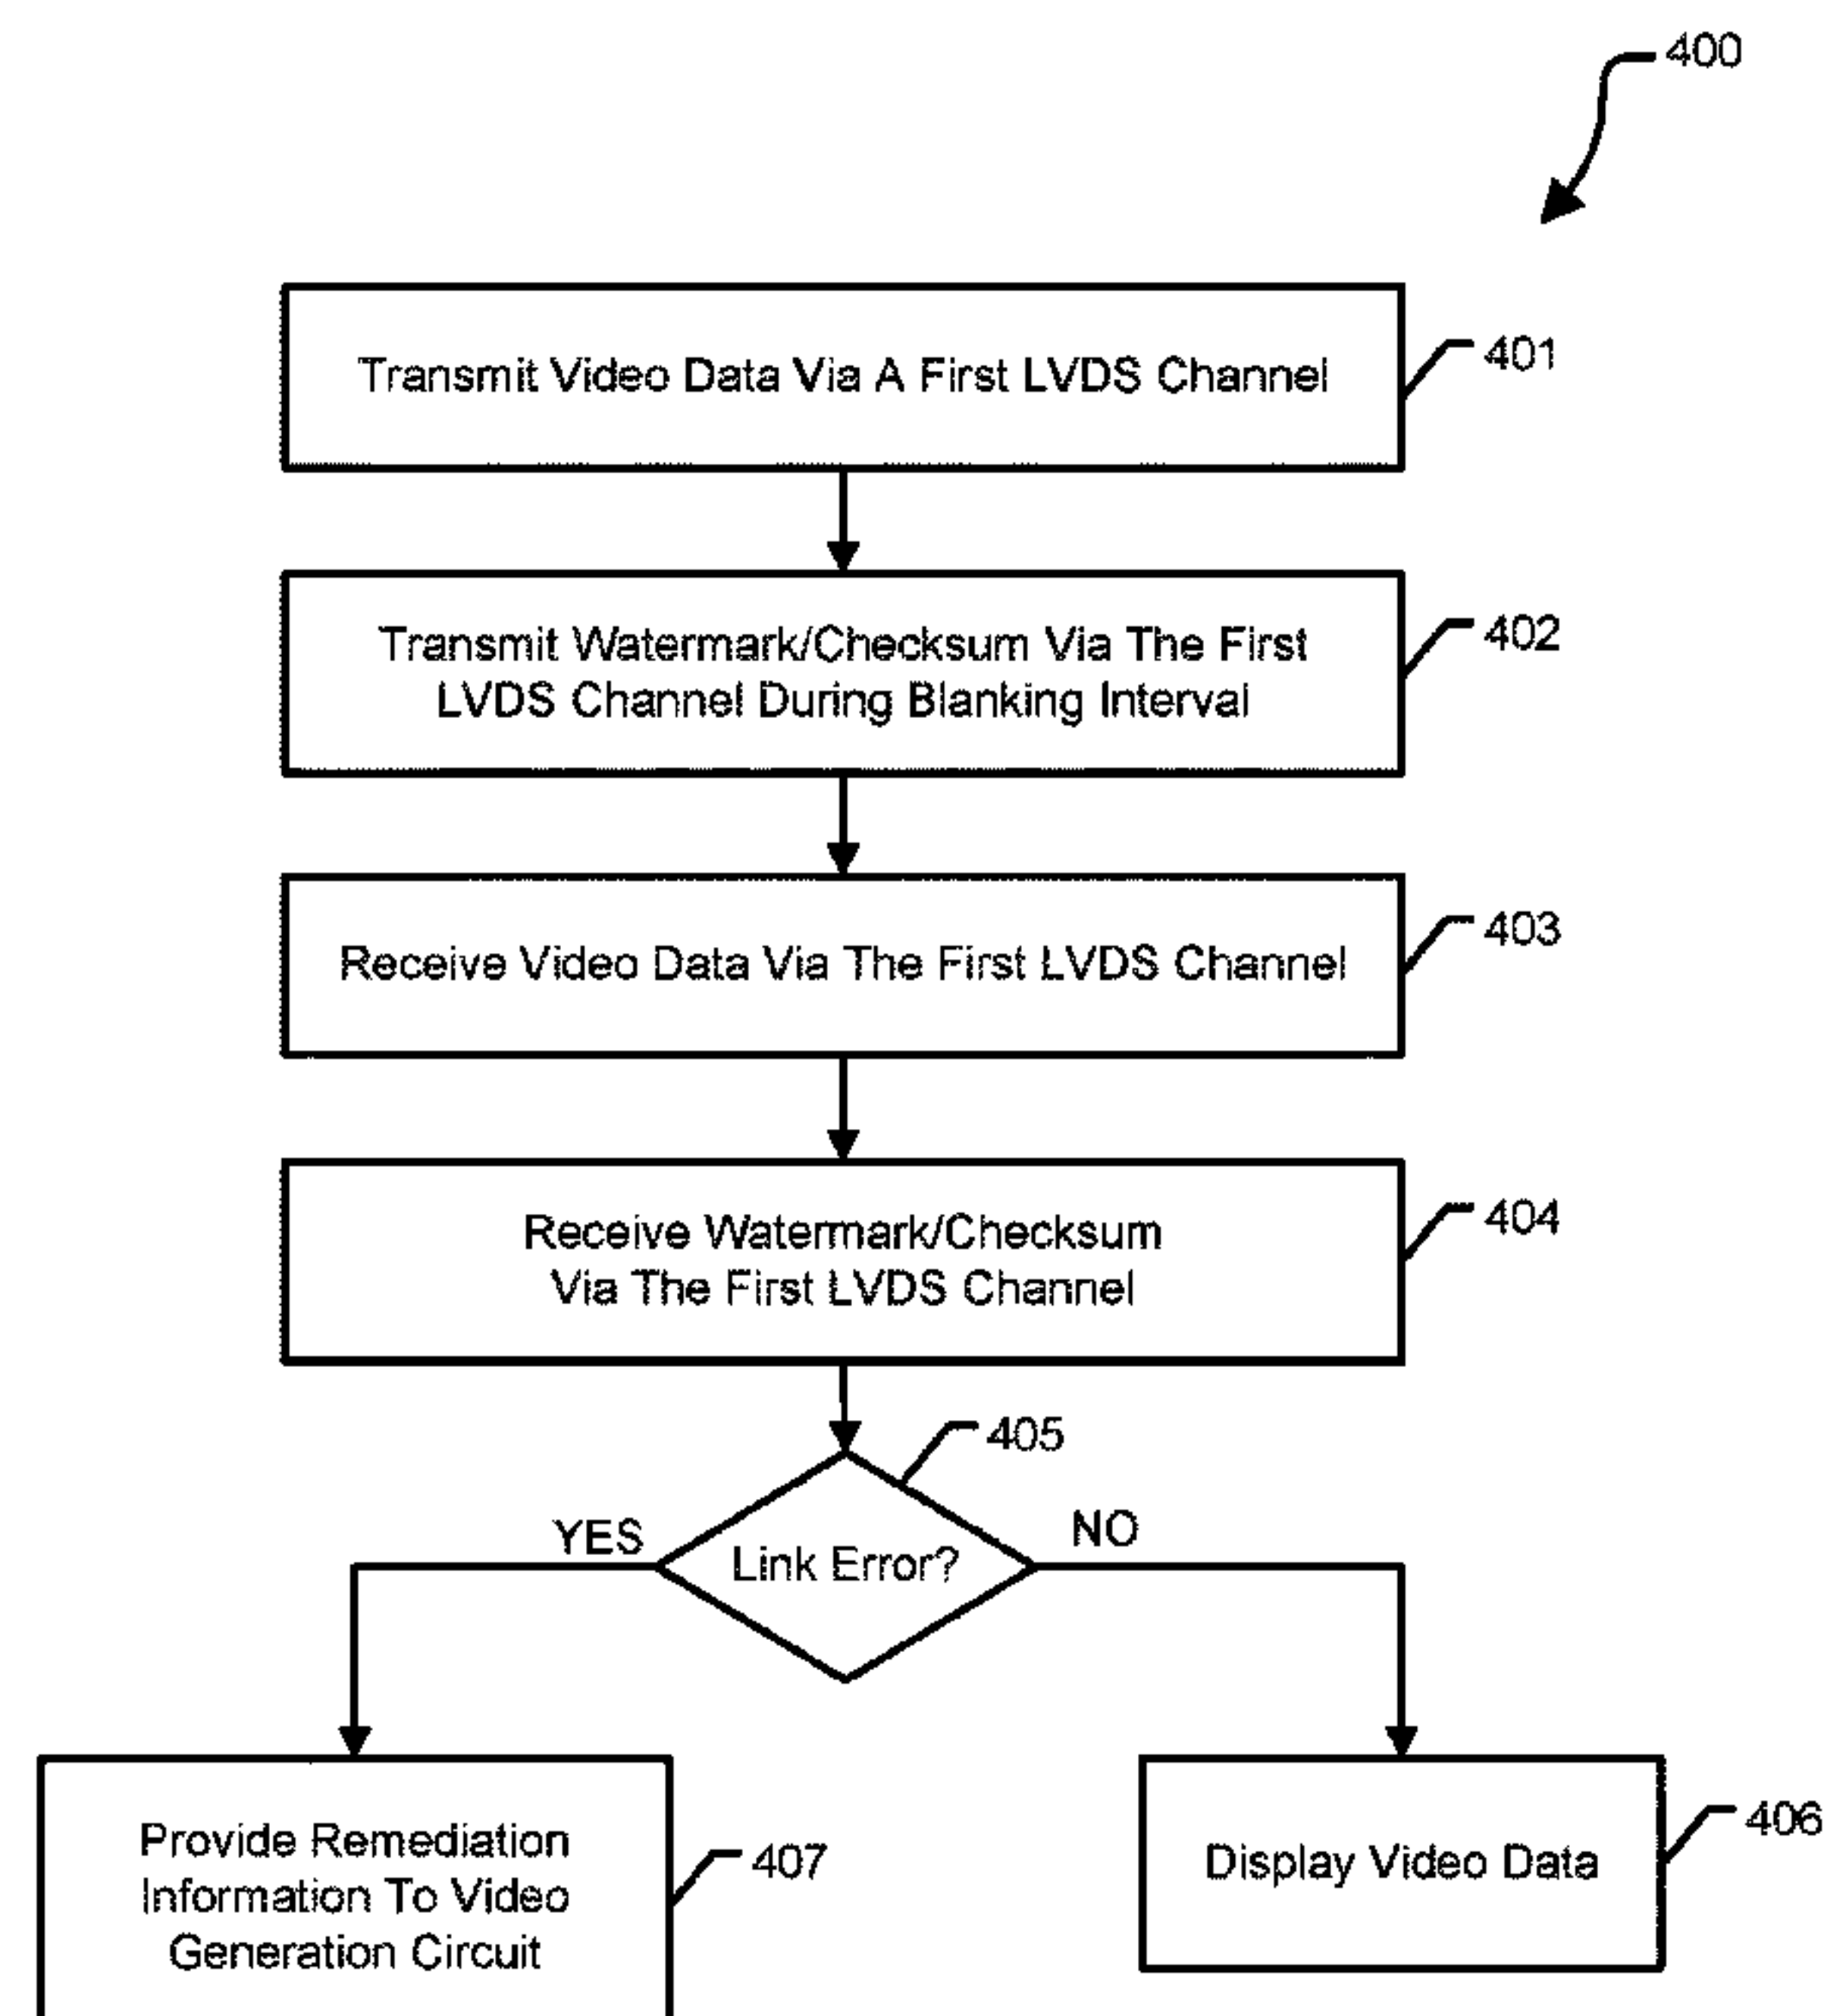 400
Transmit Video Data Via A First LVDS Channel
401
Transmit Watermark/Checksum Via The First
LVDS Channel During Blanking Interval
402
Receive Video Data Via The First LVDS Channel
403
Receive Watermark/Checksum
Via The First LVDS Channel
404
405
YES
Link Error?
NO
Provide Remediation
Information To Video
Generation Circuit
407
Display Video Data
406